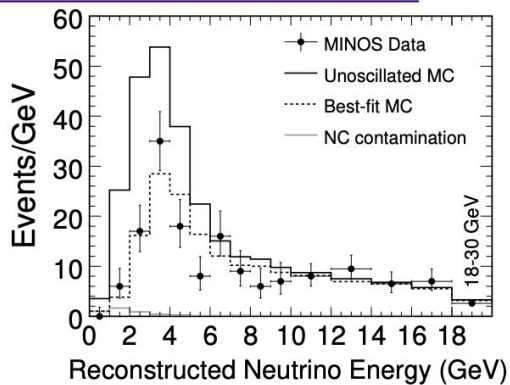 60
50
40
30
20
10
0
Events/GeV
MINOS Data
Unoscillated MC
Best-fit MC
NC contamination
18-30 GeV
0 2 4 6 8 10 12 14 16 18
Reconstructed Neutrino Energy (GeV)